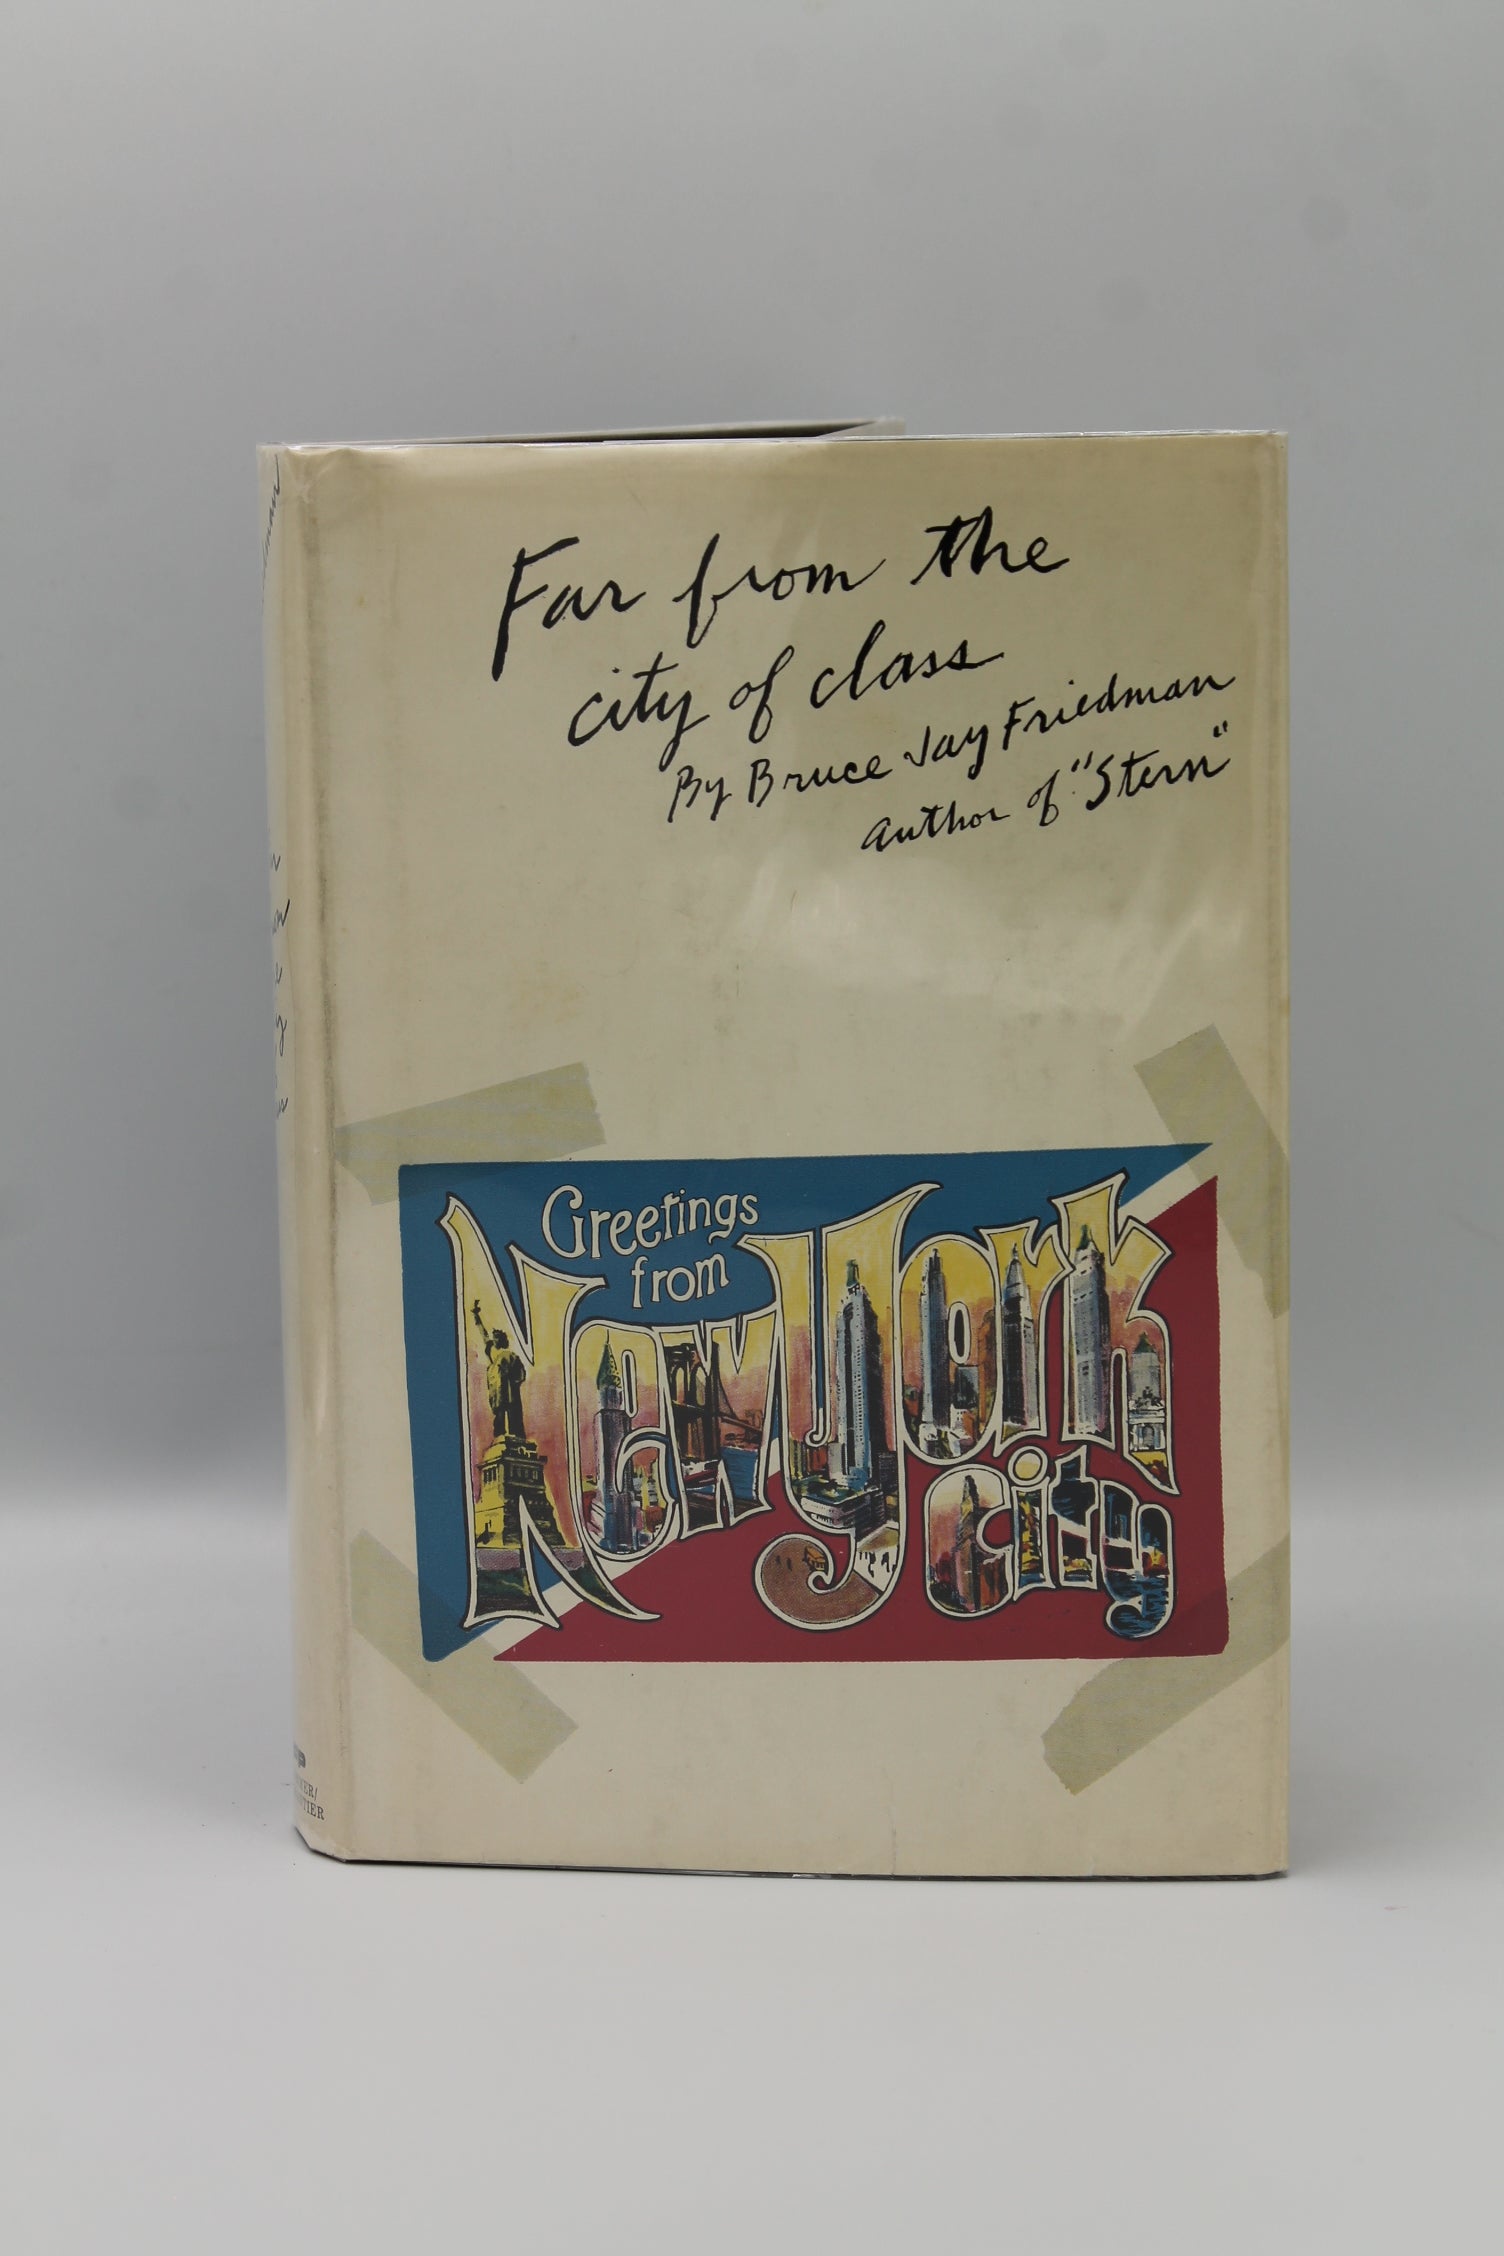 Far from the
city of class
By Bruce Jay Friedman
author of "Stern"
Greetings
from
New York
City